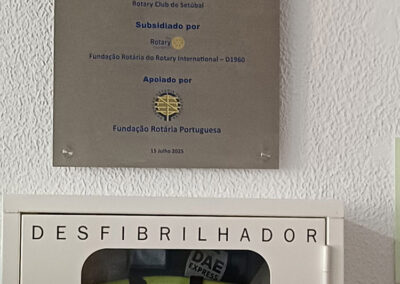 Rotary Club de Setúbal
Subsidiado por
Rotary
Fundação Rotária do Rotary International – D1960
Apoiado por
Fundação Rotária Portuguesa
15 Julho 2025
DESFIBRILHADOR
DAE
EXPRESS